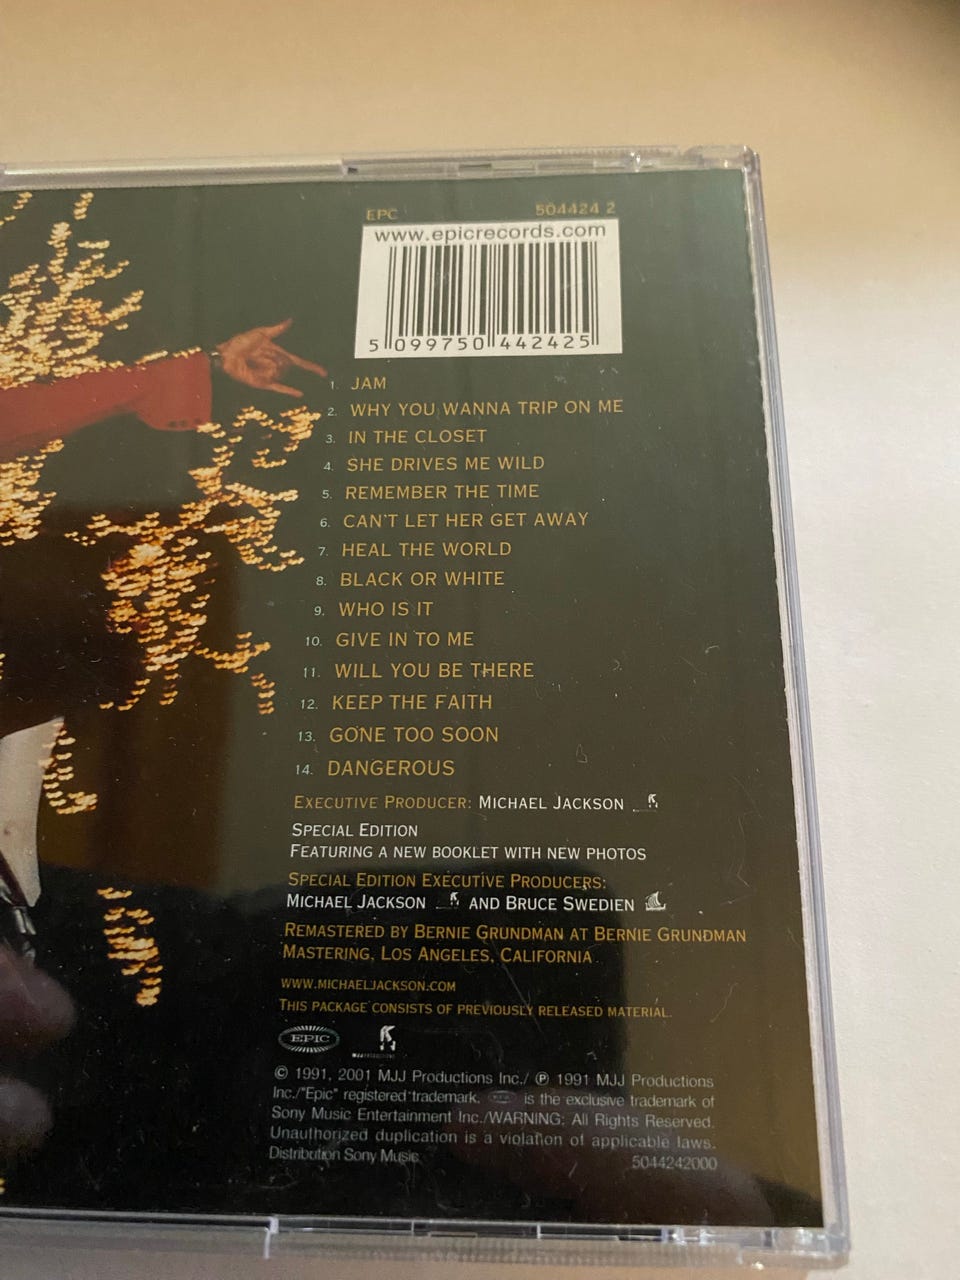 EPC 504424 2
www.epicrecords.com
5 099750 442425
1. JAM
2. WHY YOU WANNA TRIP ON ME
3. IN THE CLOSET
4. SHE DRIVES ME WILD
5. REMEMBER THE TIME
6. CAN'T LET HER GET AWAY
7. HEAL THE WORLD
8. BLACK OR WHITE
9. WHO IS IT
10. GIVE IN TO ME
11. WILL YOU BE THERE
12. KEEP THE FAITH
13. GONE TOO SOON
14. DANGEROUS
EXECUTIVE PRODUCER: MICHAEL JACKSON
SPECIAL EDITION
FEATURING A NEW BOOKLET WITH NEW PHOTOS
SPECIAL EDITION EXECUTIVE PRODUCERS:
MICHAEL JACKSON AND BRUCE SWEDIEN
REMASTERED BY BERNIE GRUNDMAN AT BERNIE GRUNDMAN
MASTERING, LOS ANGELES, CALIFORNIA
WWW.MICHAELJACKSON.COM
THIS PACKAGE CONSISTS OF PREVIOUSLY RELEASED MATERIAL.
EPIC
© 1991, 2001 MJJ Productions Inc./ ℗ 1991 MJJ Productions
Inc./"Epic" registered trademark. is the exclusive trademark of
Sony Music Entertainment Inc./WARNING: All Rights Reserved.
Unauthorized duplication is a violation of applicable laws.
Distribution Sony Music 5044242000